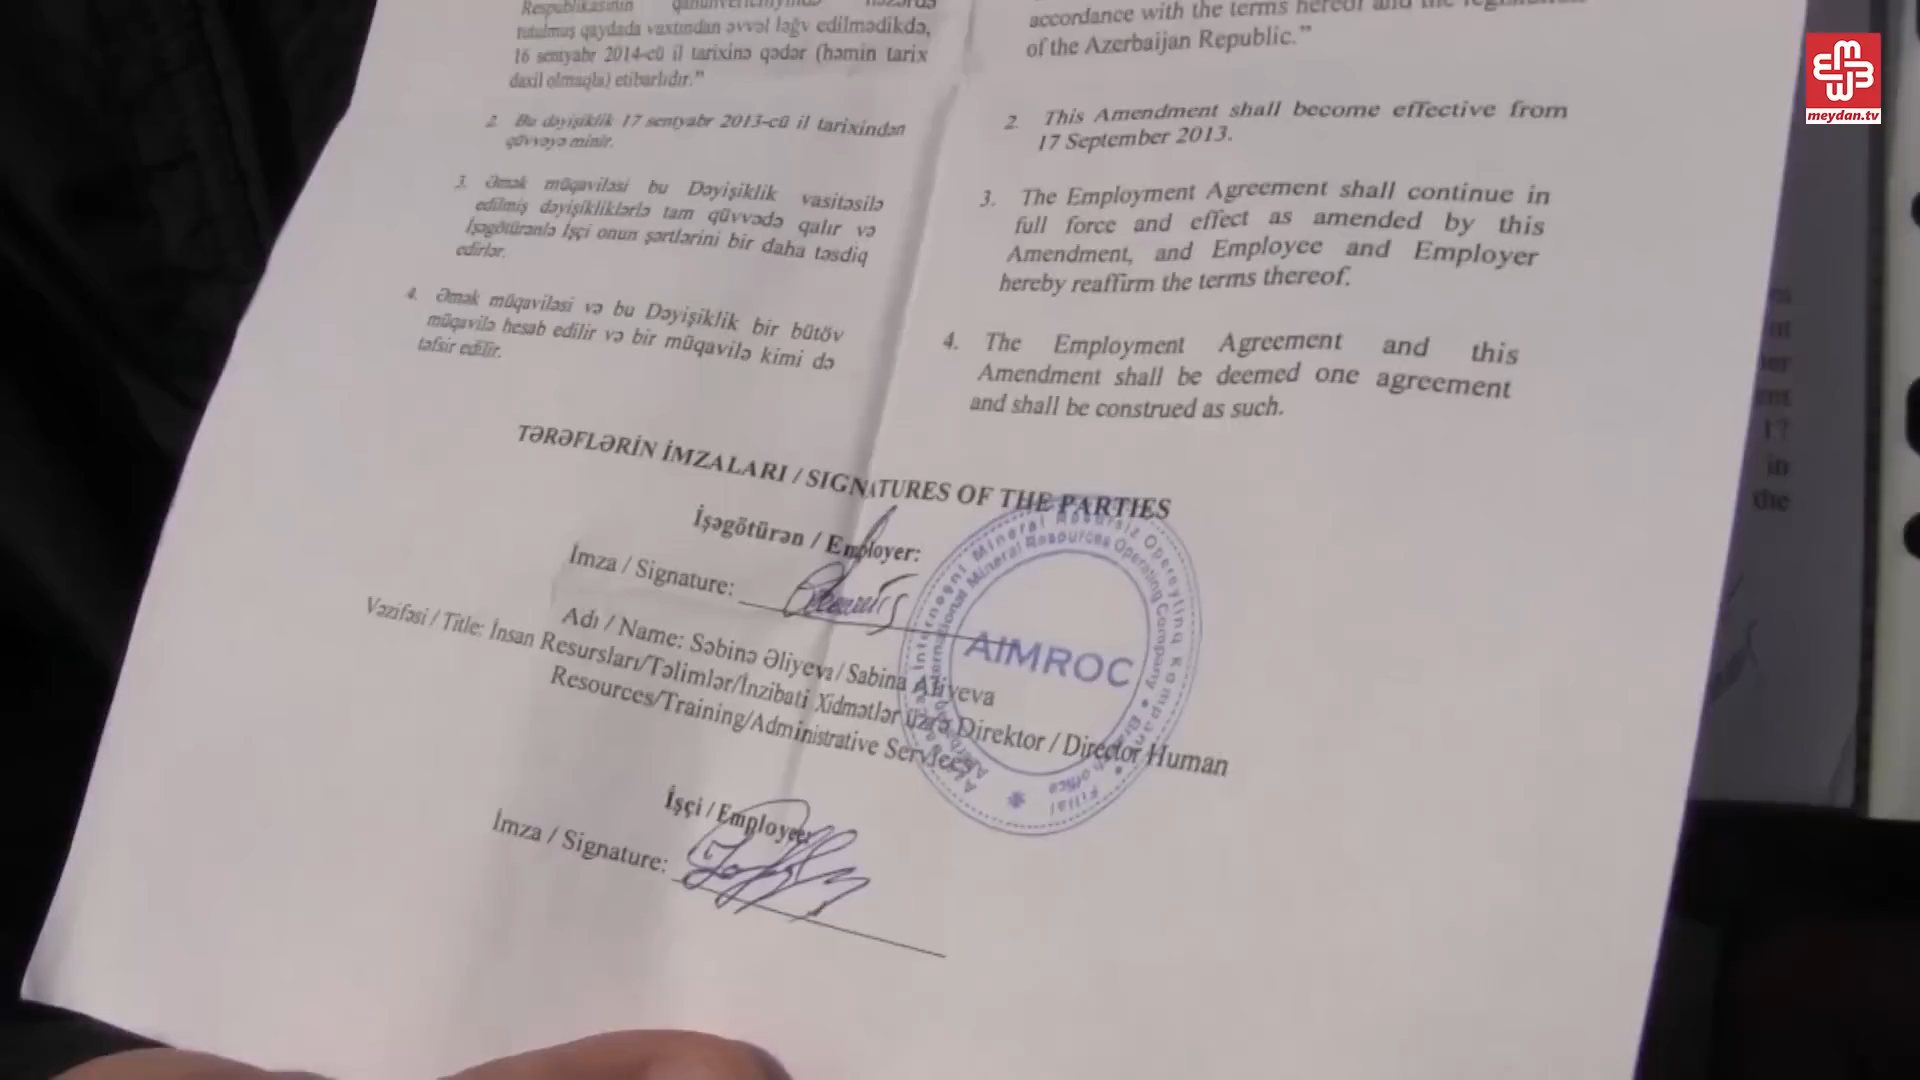 Respublikasının
tutulmuş qaydada vaxtından əvvəl ləğv edilmədikdə,
16 sentyabr 2014-cü il tarixinə qədər (həmin tarix
daxil olmaqla) etibarlıdır."
2. Bu dəyişiklik 17 sentyabr 2013-cü il tarixindən
qüvvəyə minir.
3. Əmək müqaviləsi bu Dəyişiklik vasitəsilə
edilmiş dəyişikliklərlə tam qüvvədə qalır və
İşəgötürənlə İşçi onun şərtlərini bir daha təsdiq
edirlər.
4. Əmək müqaviləsi və bu Dəyişiklik bir bütöv
müqavilə hesab edilir və bir müqavilə kimi də
təfsir edilir.
accordance with the terms hereof and the
of the Azerbaijan Republic."
2. This Amendment shall become effective from
17 September 2013.
3. The Employment Agreement shall continue in
full force and effect as amended by this
Amendment, and Employee and Employer
hereby reaffirm the terms thereof.
4. The Employment Agreement and this
Amendment shall be deemed one agreement
and shall be construed as such.
TƏRƏFLƏRİN İMZALARI / SIGNATURES OF THE PARTIES
İşəgötürən / Employer:
İmza / Signature:
Adı / Name: Səbinə Əliyeva / Sabina Aliyeva
Vəzifəsi / Title: İnsan Resursları/Təlimlər/İnzibati Xidmətlər üzrə Direktor / Director Human
Resources/Training/Administrative Services
İşçi / Employee:
İmza / Signature:
AIMROC
International Mineral Resources Operating Company
meydan.tv
1?
in
the